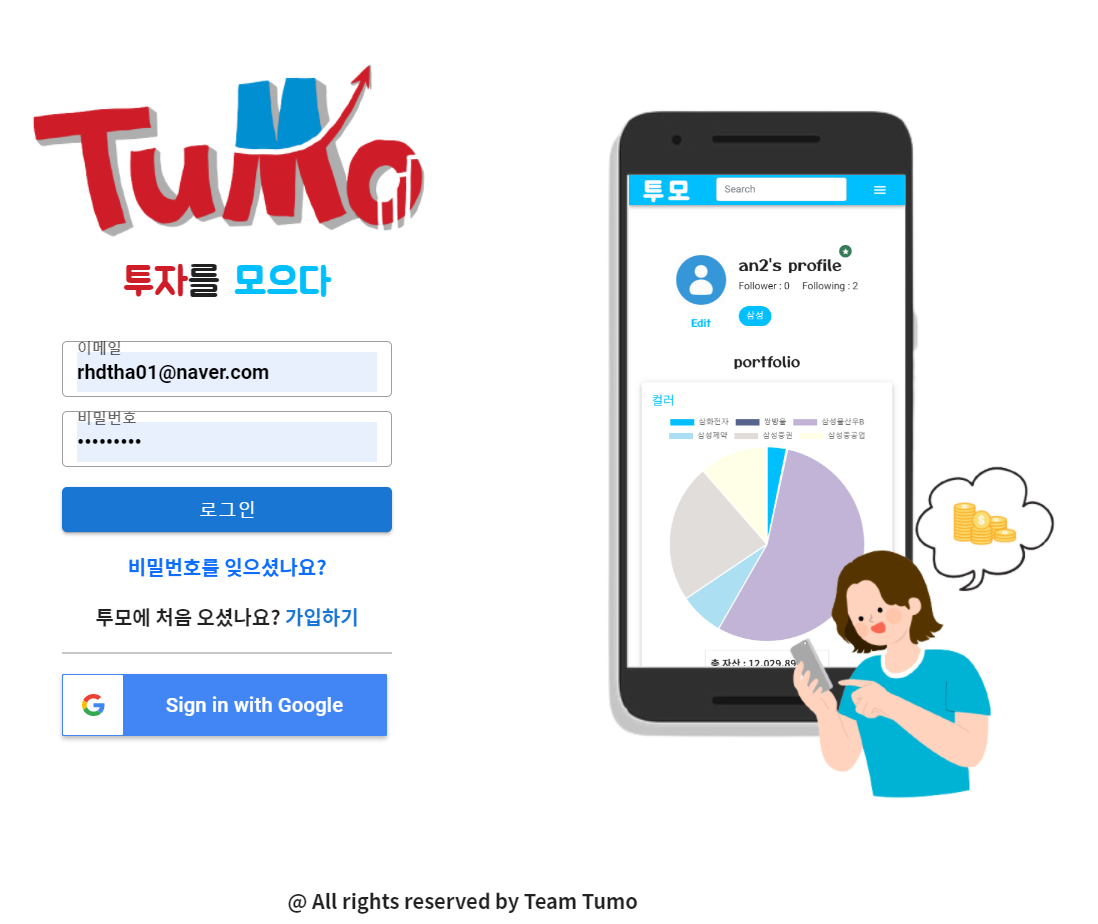 TuMo
투자를 모으다
이메일
rhdtha01@naver.com
비밀번호
•••••••••
로그인
비밀번호를 잊으셨나요?
투모에 처음 오셨나요? 가입하기
G
Sign in with Google
투모
Search
an2's profile
Follower : 0 Following : 2
Edit
삼성
portfolio
컬러
삼화전자 쌍방울 삼성물산우B
삼성제약 삼성증권 삼성중공업
총 자산 : 12,029,89
$
@ All rights reserved by Team Tumo